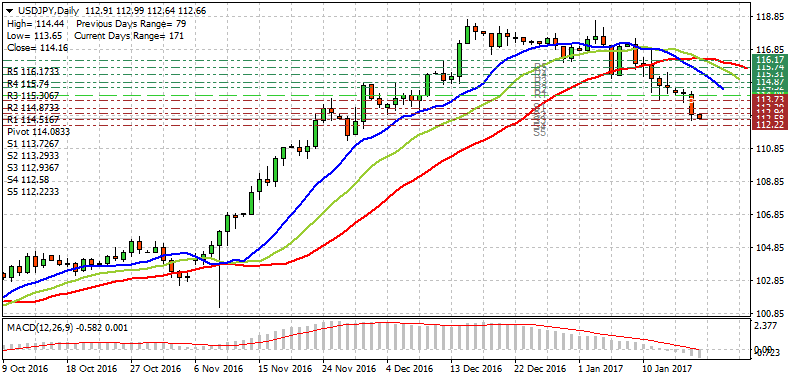 USDJPY,Daily 112.91 112.99 112.64 112.66
High= 114.44 Previous Days Range= 79
Low= 113.65 Current Days Range= 171
Close= 114.16
R5 116.1733
R4 115.74
R3 115.3067
R2 114.8733
R1 114.5167
Pivot 114.0833
S1 113.7267
S2 113.2933
S3 112.9367
S4 112.58
S5 112.2233
118.85
116.85
116.17
115.74
115.31
114.87
113.73
112.22
110.85
108.85
106.85
104.85
102.85
100.85
MACD(12,26,9) -0.582 0.001
2.377
0.00
-0.723
9 Oct 2016
18 Oct 2016
27 Oct 2016
6 Nov 2016
15 Nov 2016
24 Nov 2016
4 Dec 2016
13 Dec 2016
22 Dec 2016
1 Jan 2017
10 Jan 2017